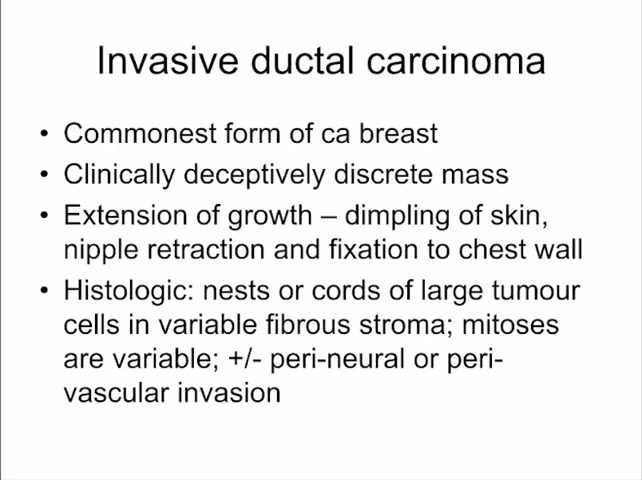 Invasive ductal carcinoma
• Commonest form of ca breast
• Clinically deceptively discrete mass
• Extension of growth – dimpling of skin,
nipple retraction and fixation to chest wall
• Histologic: nests or cords of large tumour
cells in variable fibrous stroma; mitoses
are variable; +/- peri-neural or peri-
vascular invasion